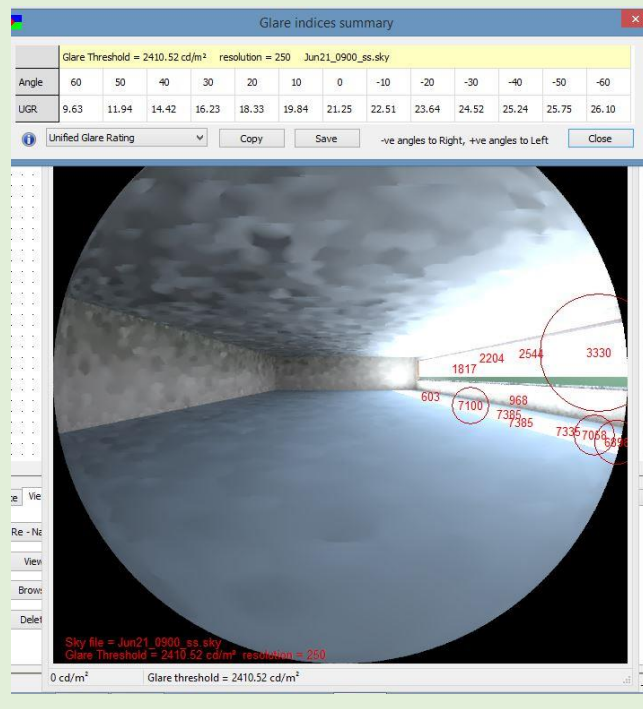 Glare indices summary
Glare Threshold = 2410.52 cd/m² resolution = 250 Jun21_0900_ss.sky
Angle 60 50 40 30 20 10 0 -10 -20 -30 -40 -50 -60
UGR 9.63 11.94 14.42 16.23 18.33 19.84 21.25 22.51 23.64 24.52 25.24 25.75 26.10
Unified Glare Rating Copy Save -ve angles to Right, +ve angles to Left Close
3330
2544
2204
1817
603
968
7100
7385
7385
7335
7058
Vie
Re - Na
View
Brows
Delet
Sky file = Jun21_0900_ss.sky
Glare Threshold = 2410.52 cd/m² resolution = 250
0 cd/m² Glare threshold = 2410.52 cd/m²